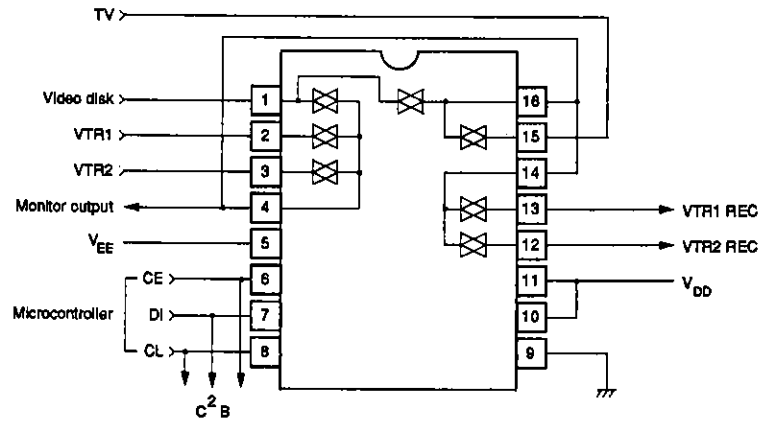 TV
Video disk 1 16
VTR1 2 15
VTR2 3 14
Monitor output 4 13 VTR1 REC
VEE 5 12 VTR2 REC
CE 6 11 VDD
Microcontroller DI 7 10
CL 8 9
C2B